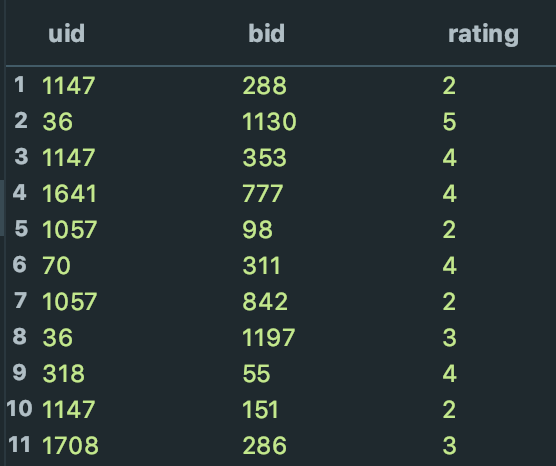 uid bid rating
1 1147 288 2
2 36 1130 5
3 1147 353 4
4 1641 777 4
5 1057 98 2
6 70 311 4
7 1057 842 2
8 36 1197 3
9 318 55 4
10 1147 151 2
11 1708 286 3